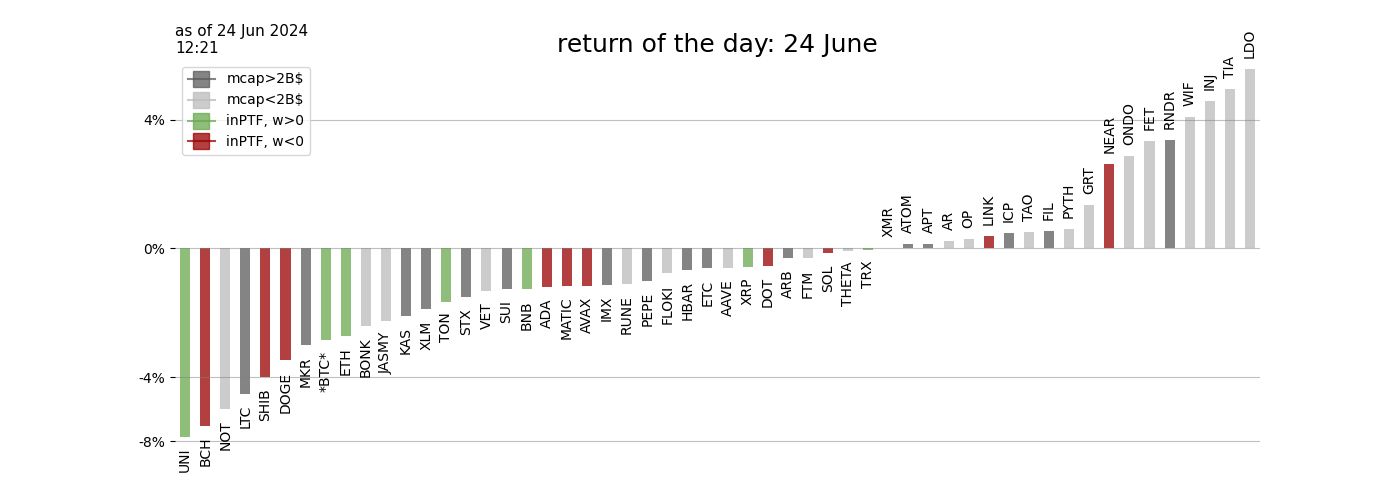 as of 24 Jun 2024
12:21
return of the day: 24 June
mcap>2B$
mcap<2B$
inPTF, w>0
inPTF, w<0
4%
0%
-4%
-8%
UNI
BCH
NOT
LTC
SHIB
DOGE
MKR
*BTC*
ETH
BONK
JASMY
KAS
XLM
TON
STX
VET
SUI
BNB
ADA
MATIC
AVAX
IMX
RUNE
PEPE
FLOKI
HBAR
ETC
AAVE
XRP
DOT
ARB
FTM
SOL
THETA
TRX
XMR
ATOM
APT
AR
OP
LINK
ICP
TAO
FIL
PYTH
GRT
NEAR
ONDO
FET
RNDR
WIF
INJ
TIA
LDO